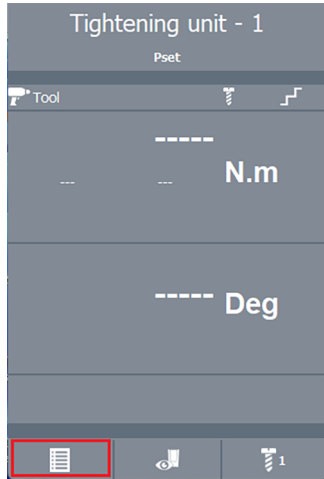 Tightening unit - 1
Pset
Tool
-----
--- --- N.m
----- Deg
1